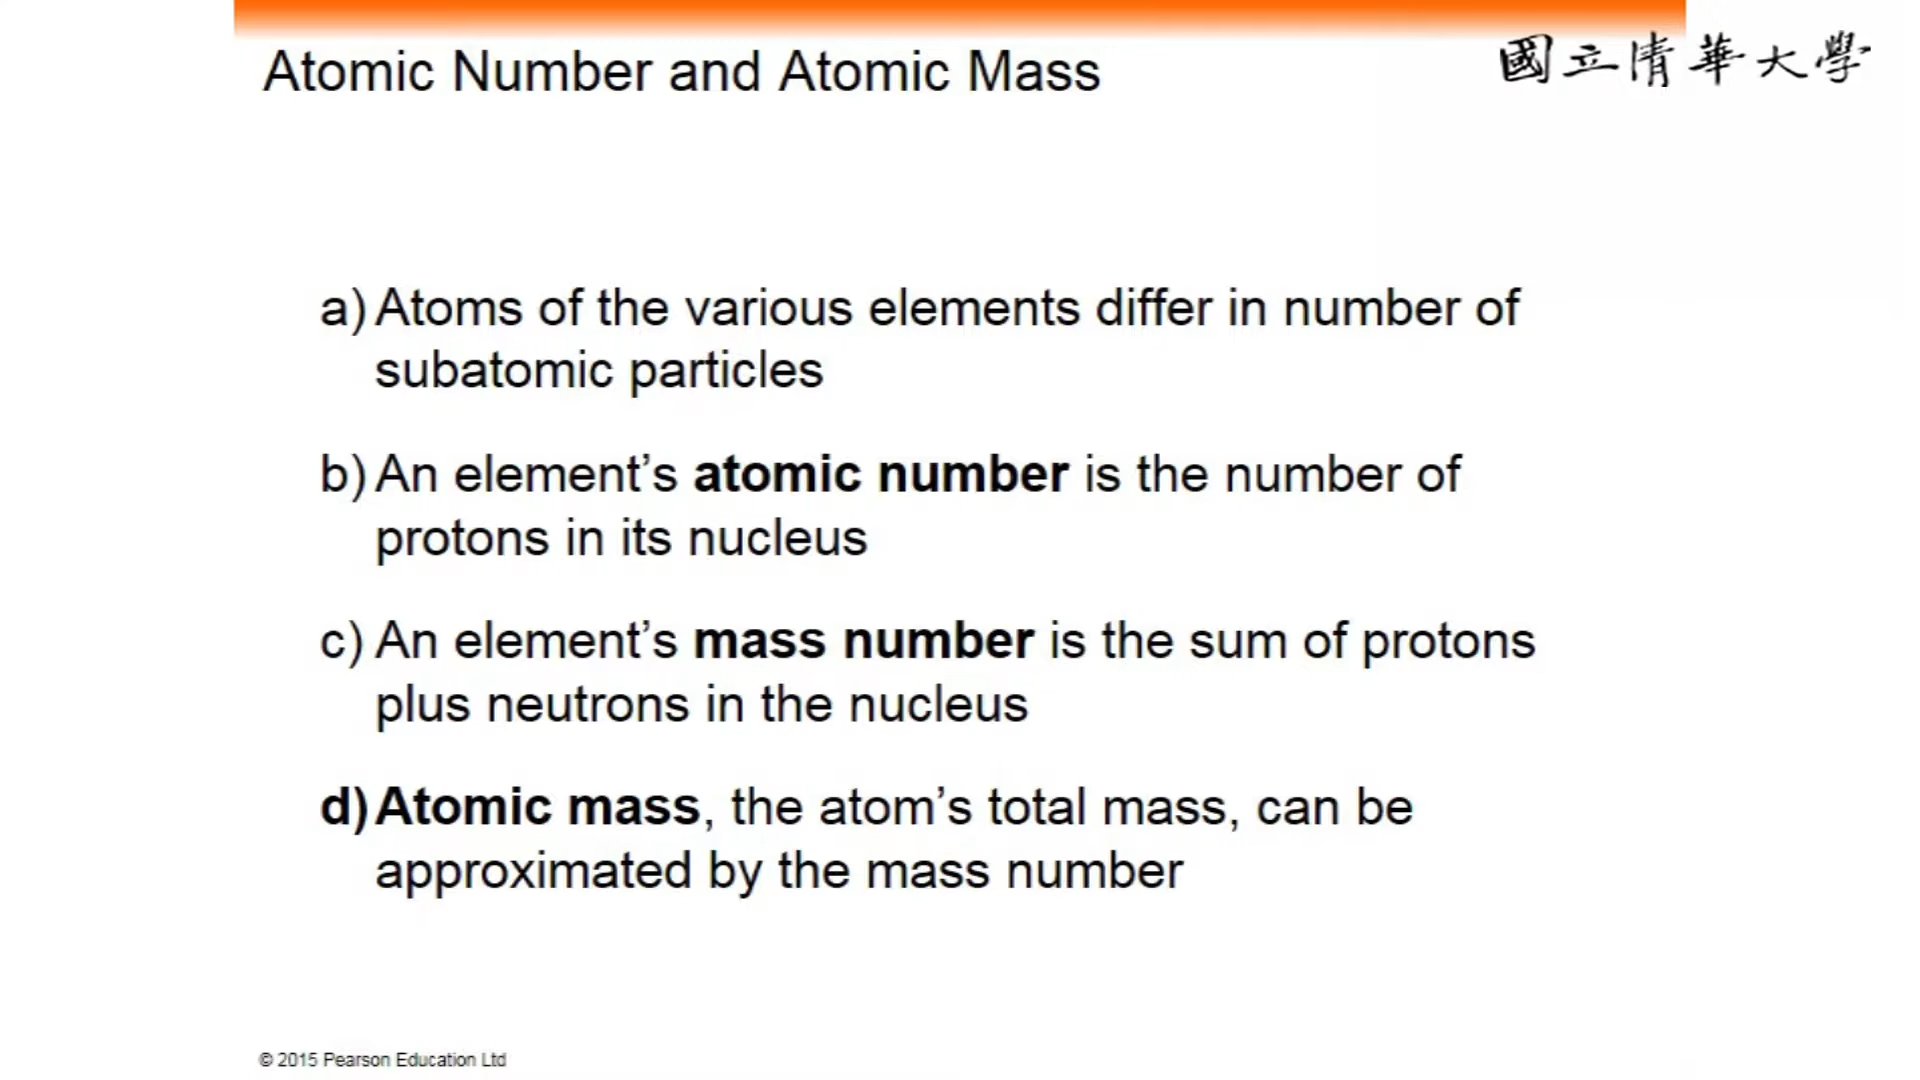 Atomic Number and Atomic Mass
國立清華大學
a) Atoms of the various elements differ in number of
subatomic particles
b) An element’s atomic number is the number of
protons in its nucleus
c) An element’s mass number is the sum of protons
plus neutrons in the nucleus
d) Atomic mass, the atom’s total mass, can be
approximated by the mass number
© 2015 Pearson Education Ltd